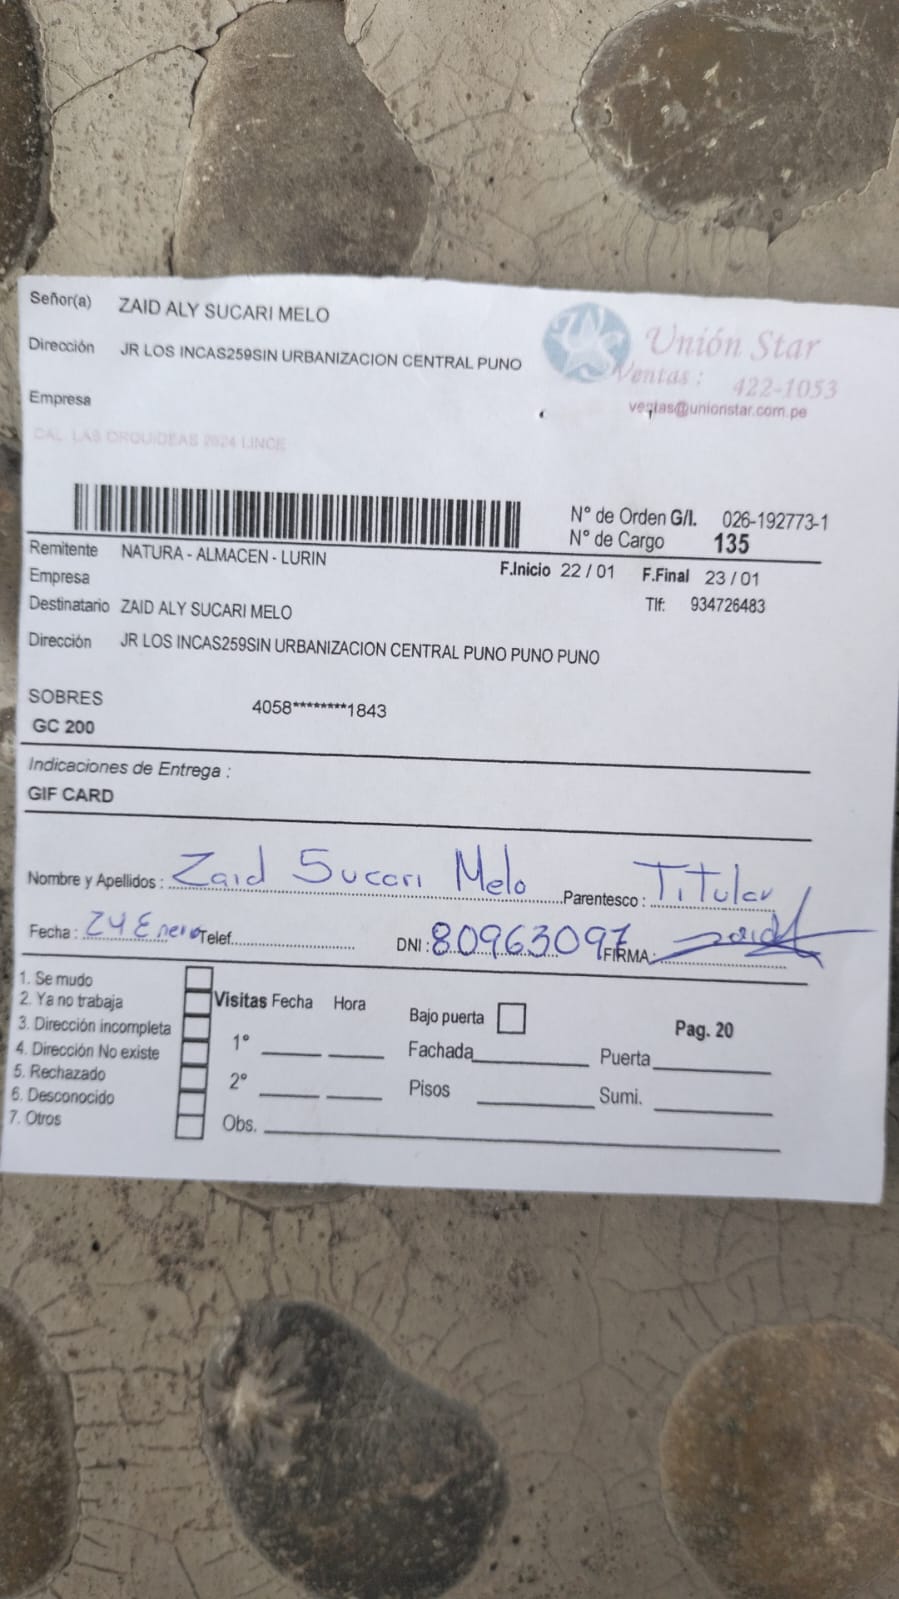 Señor(a) ZAID ALY SUCARI MELO
Dirección JR LOS INCAS259SIN URBANIZACION CENTRAL PUNO
Empresa
CAL. LAS ORQUIDEAS 2624 LINCE
Unión Star
Ventas : 422-1053
ventas@unionstar.com.pe
N° de Orden G/I. 026-192773-1
N° de Cargo 135
Remitente NATURA - ALMACEN - LURIN
F.Inicio 22 / 01 F.Final 23 / 01
Empresa
Tlf: 934726483
Destinatario ZAID ALY SUCARI MELO
Dirección JR LOS INCAS259SIN URBANIZACION CENTRAL PUNO PUNO PUNO
SOBRES 4058********1843
GC 200
Indicaciones de Entrega :
GIF CARD
Nombre y Apellidos : Zaid Sucari Melo Parentesco : Titular
Fecha : 24 Enero Telef. DNI : 80963097 FIRMA:
1. Se mudo
2. Ya no trabaja
3. Dirección incompleta
4. Dirección No existe
5. Rechazado
6. Desconocido
7. Otros
Visitas Fecha Hora
1°
2°
Obs.
Bajo puerta
Fachada Puerta
Pisos Sumi.
Pag. 20